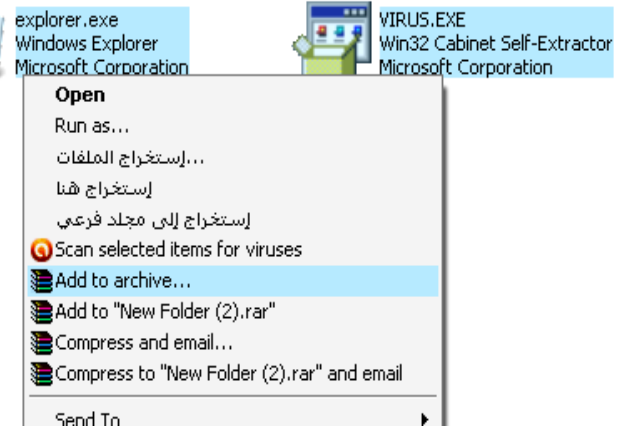 explorer.exe
Windows Explorer
Microsoft Corporation
VIRUS.EXE
Win32 Cabinet Self-Extractor
Microsoft Corporation
Open
Run as...
إستخراج الملفات...
إستخراج هنا
إستخراج إلى مجلد فرعي
Scan selected items for viruses
Add to archive...
Add to "New Folder (2).rar"
Compress and email...
Compress to "New Folder (2).rar" and email
Send To